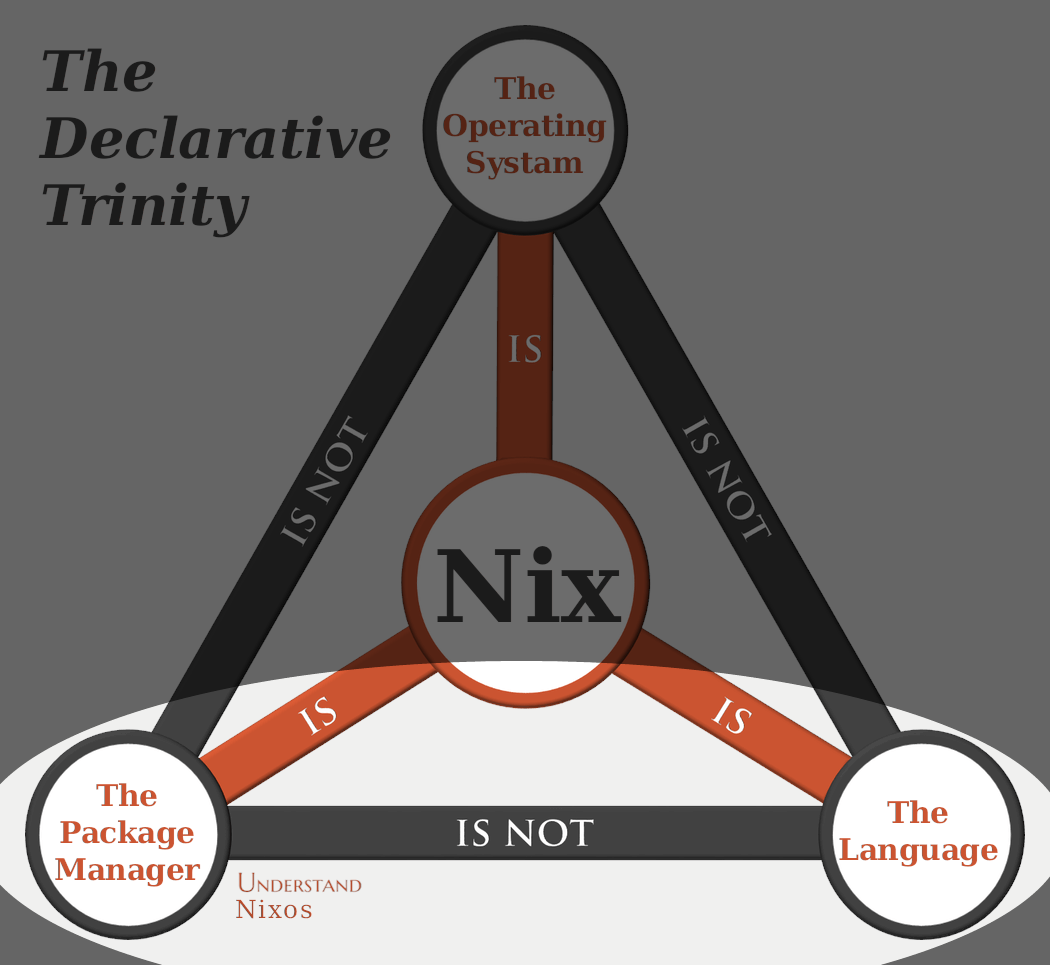 The
Declarative
Trinity
The
Operating
Systam
IS
IS NOT
IS NOT
Nix
IS
IS
The
Package
Manager
IS NOT
The
Language
Understand
Nixos